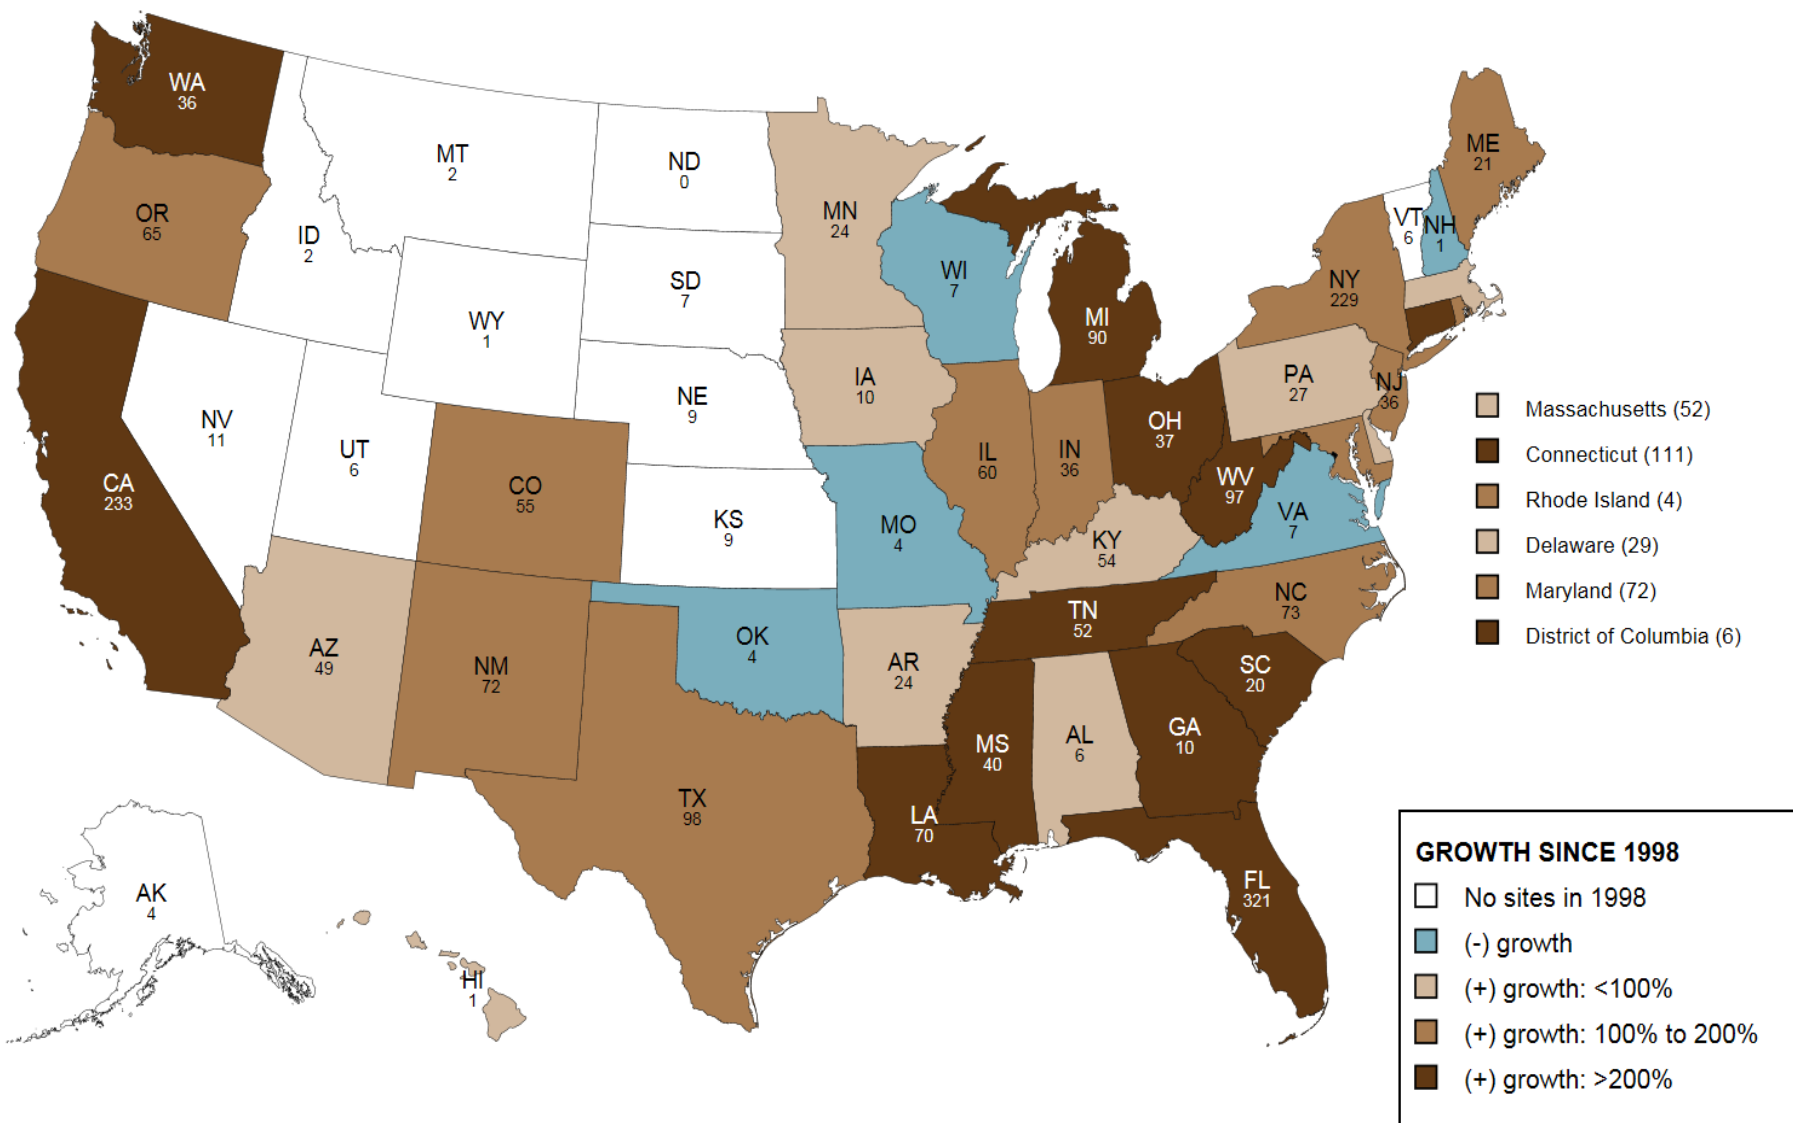 WA
36
MT
2
ND
0
ME
21
OR
65
ID
2
MN
24
VT
6
NH
1
SD
7
WI
7
NY
229
WY
1
MI
90
IA
10
PA
27
NJ
36
NE
9
NV
11
UT
6
CO
55
IL
60
IN
36
OH
37
WV
97
CA
233
KS
9
MO
4
VA
7
KY
54
NC
73
TN
52
AZ
49
NM
72
OK
4
AR
24
SC
20
MS
40
AL
6
GA
10
TX
98
LA
70
FL
321
AK
4
HI
1
Massachusetts (52)
Connecticut (111)
Rhode Island (4)
Delaware (29)
Maryland (72)
District of Columbia (6)
GROWTH SINCE 1998
No sites in 1998
(-) growth
(+) growth: <100%
(+) growth: 100% to 200%
(+) growth: >200%